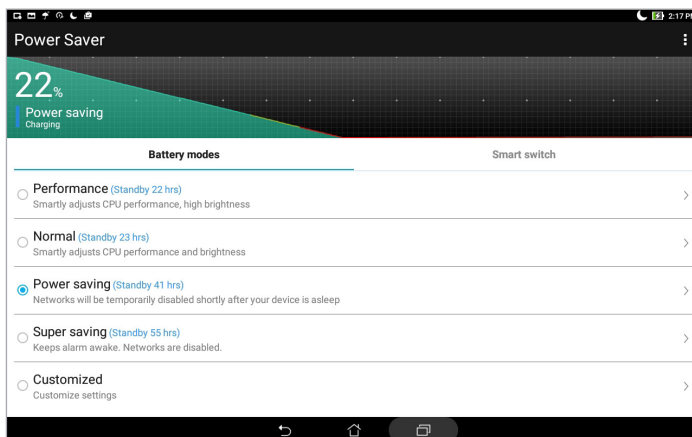 2:17 PM
Power Saver
22%
Power saving
Charging
Battery modes
Smart switch
Performance (Standby 22 hrs)
Smartly adjusts CPU performance, high brightness
Normal (Standby 23 hrs)
Smartly adjusts CPU performance and brightness
Power saving (Standby 41 hrs)
Networks will be temporarily disabled shortly after your device is asleep
Super saving (Standby 55 hrs)
Keeps alarm awake. Networks are disabled.
Customized
Customize settings